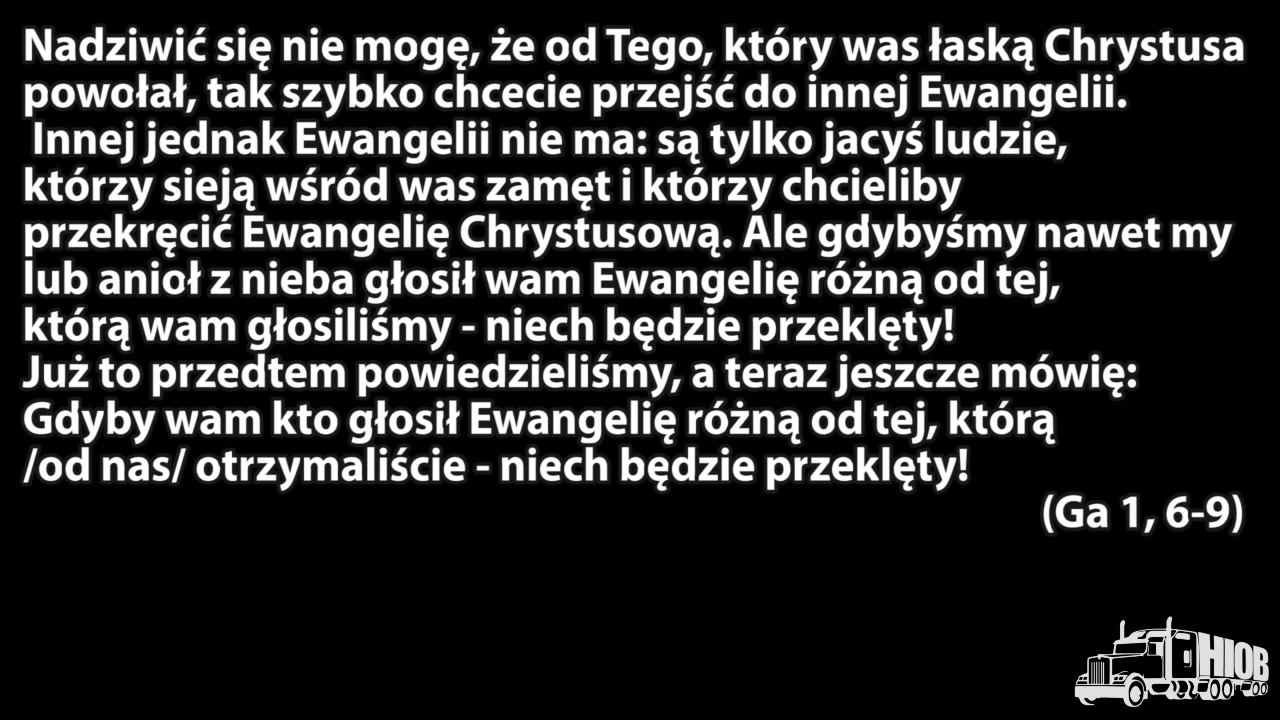 Nadziwić się nie mogę, że od Tego, który was łaską Chrystusa
powołał, tak szybko chcecie przejść do innej Ewangelii.
Innej jednak Ewangelii nie ma: są tylko jacyś ludzie,
którzy sieją wśród was zamęt i którzy chcieliby
przekręcić Ewangelię Chrystusową. Ale gdybyśmy nawet my
lub anioł z nieba głosił wam Ewangelię różną od tej,
którą wam głosiliśmy - niech będzie przeklęty!
Już to przedtem powiedzieliśmy, a teraz jeszcze mówię:
Gdyby wam kto głosił Ewangelię różną od tej, którą
/od nas/ otrzymaliście - niech będzie przeklęty!
(Ga 1, 6-9)
HIOB